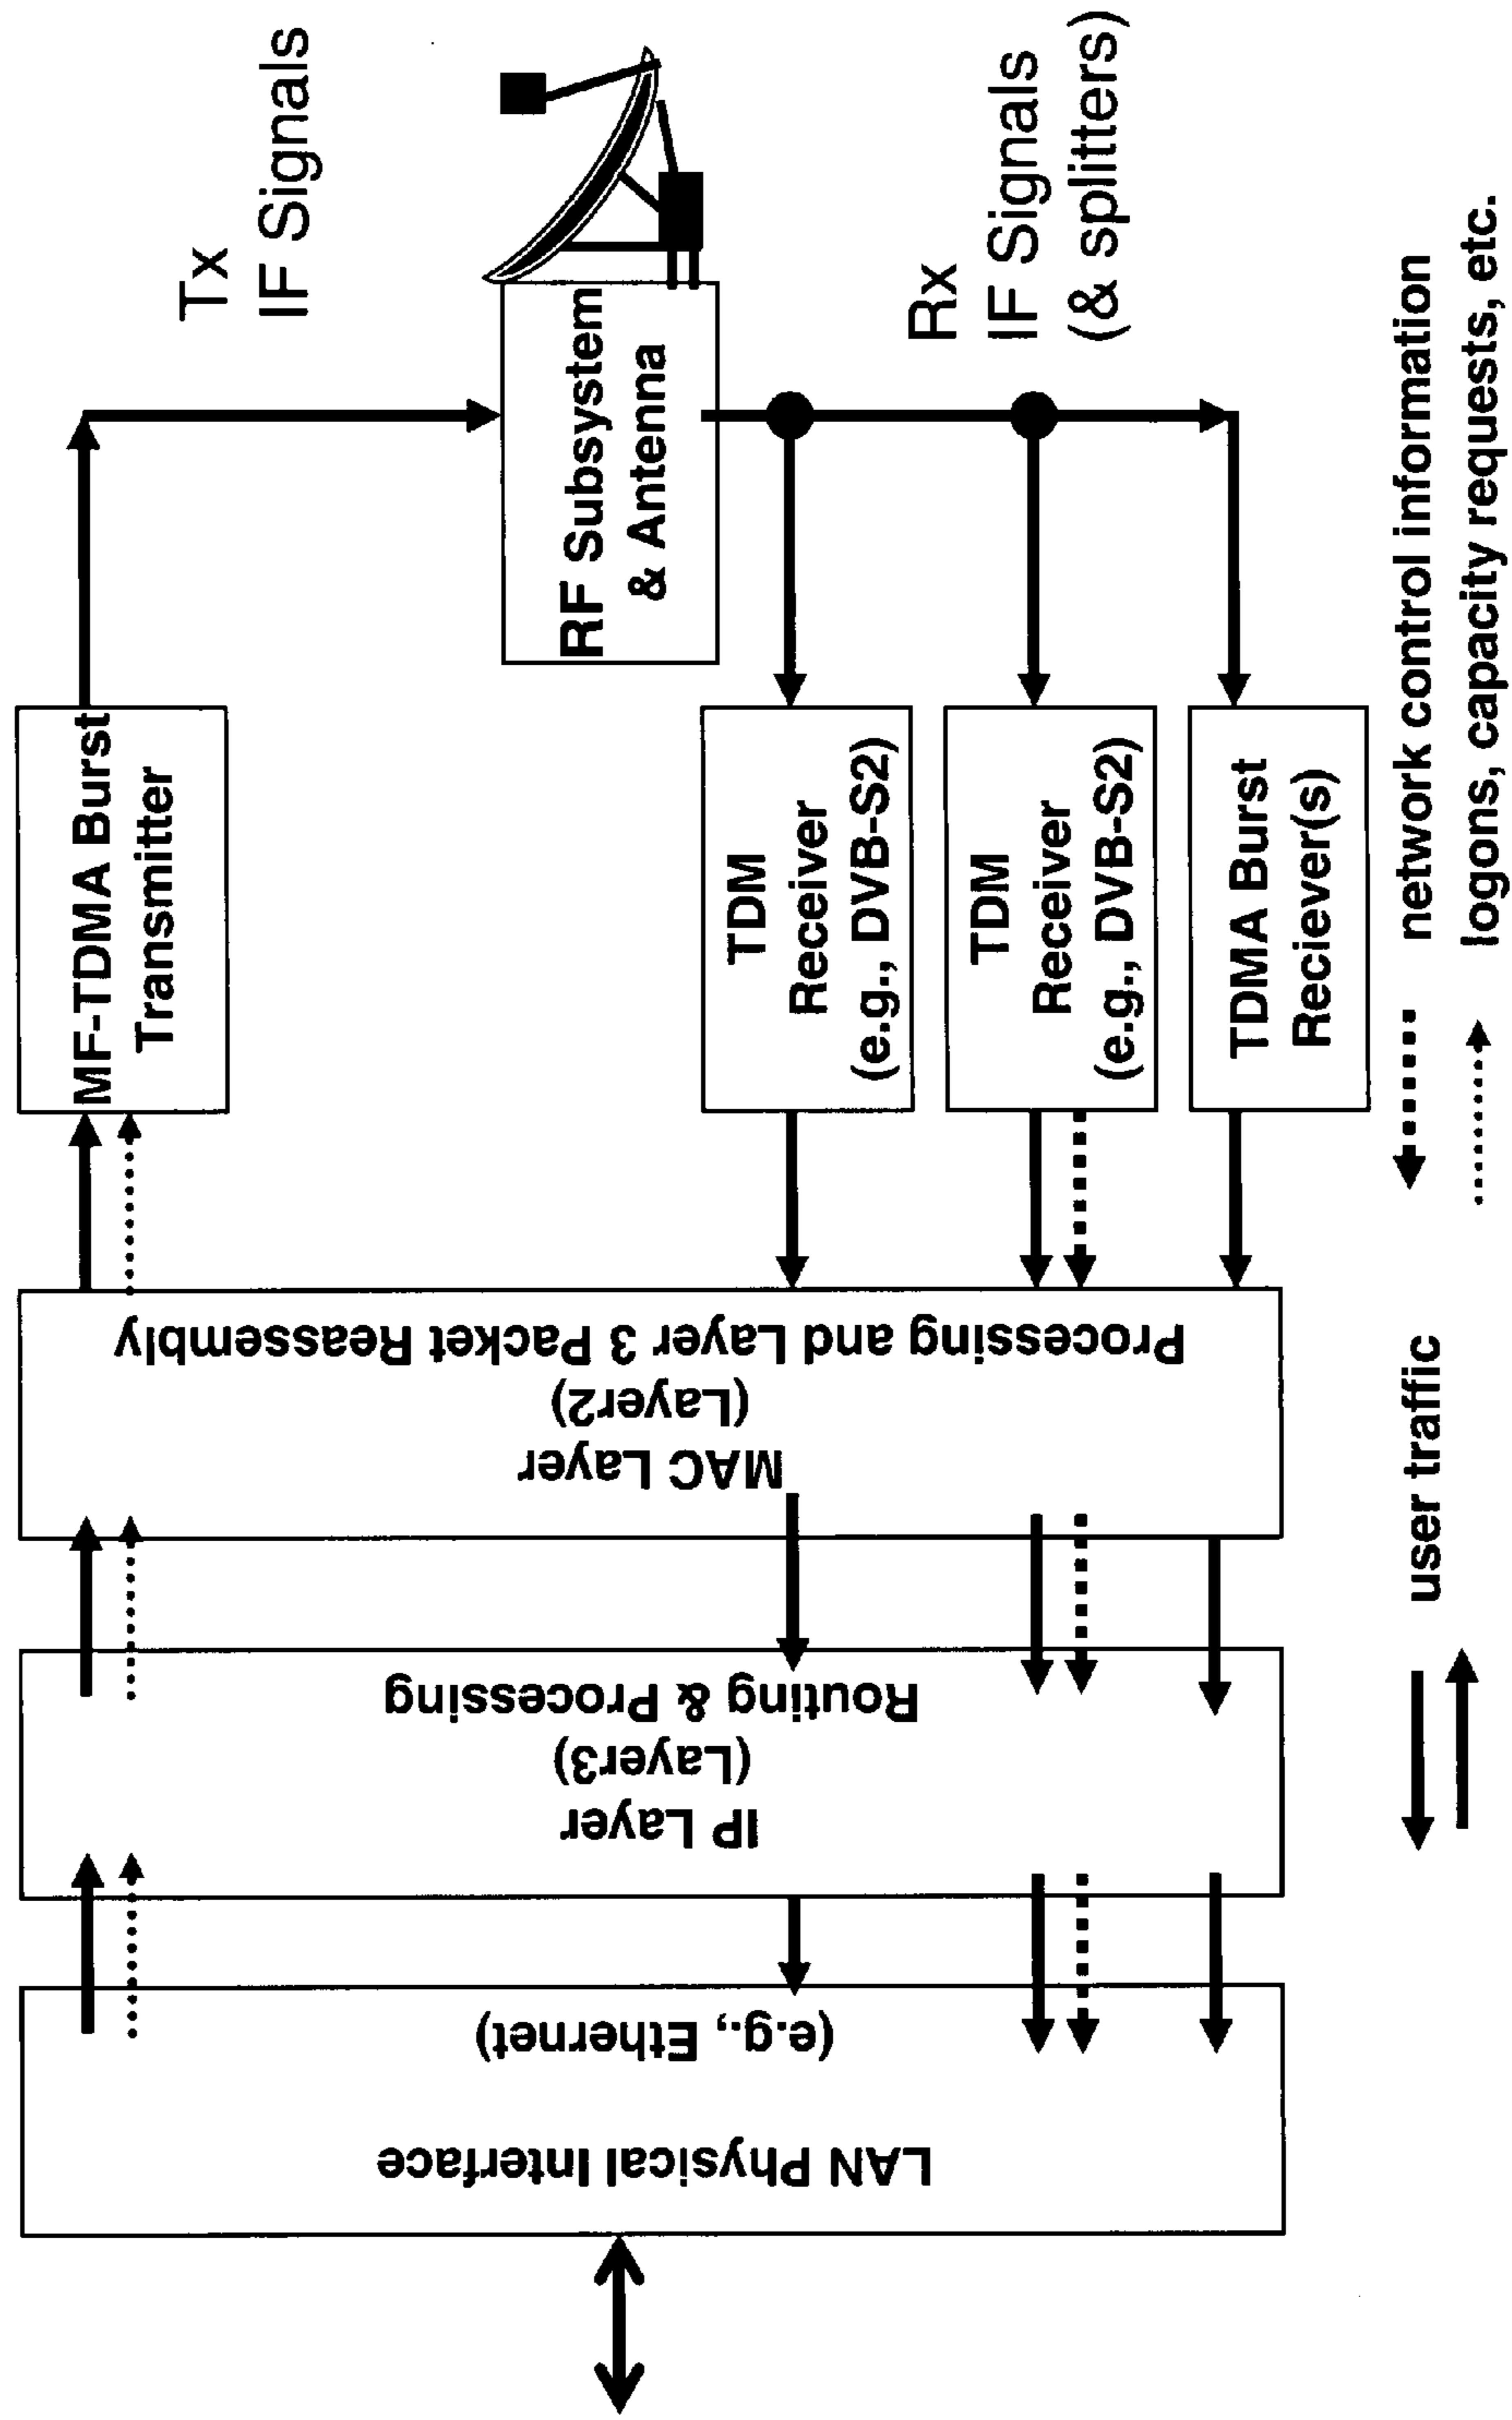 LAN Physical Interface
(e.g., Ethernet)
IP Layer
(Layer3)
Routing & Processing
MAC Layer
(Layer2)
Processing and Layer 3 Packet Reassembly
MF-TDMA Burst
Transmitter
Tx
IF Signals
RF Subsystem
& Antenna
Rx
IF Signals
(& splitters)
TDM
Receiver
(e.g., DVB-S2)
TDM
Receiver
(e.g., DVB-S2)
TDMA Burst
Reciever(s)
user traffic
network control information
logons, capacity requests, etc.